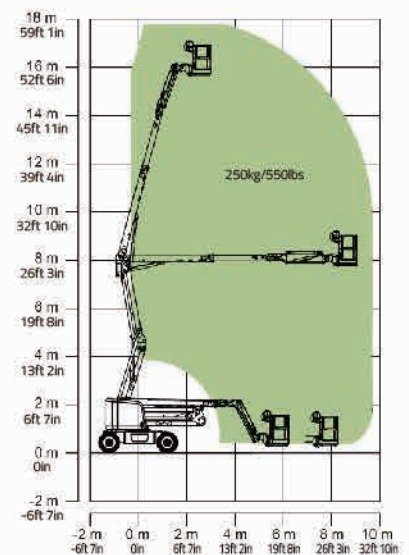 18 m
59ft 1in
16 m
52ft 6in
14 m
45ft 11in
12 m
39ft 4in
250kg/550lbs
10 m
32ft 10in
8 m
26ft 3in
6 m
19ft 8in
4 m
13ft 2in
2 m
6ft 7in
0 m
0in
-2 m
-6ft 7in
-2 m 0 m 2 m 4 m 6 m 8 m 10 m
-6ft 7in 0in 6ft 7in 13ft 2in 19ft 8in 26ft 3in 32ft 10in